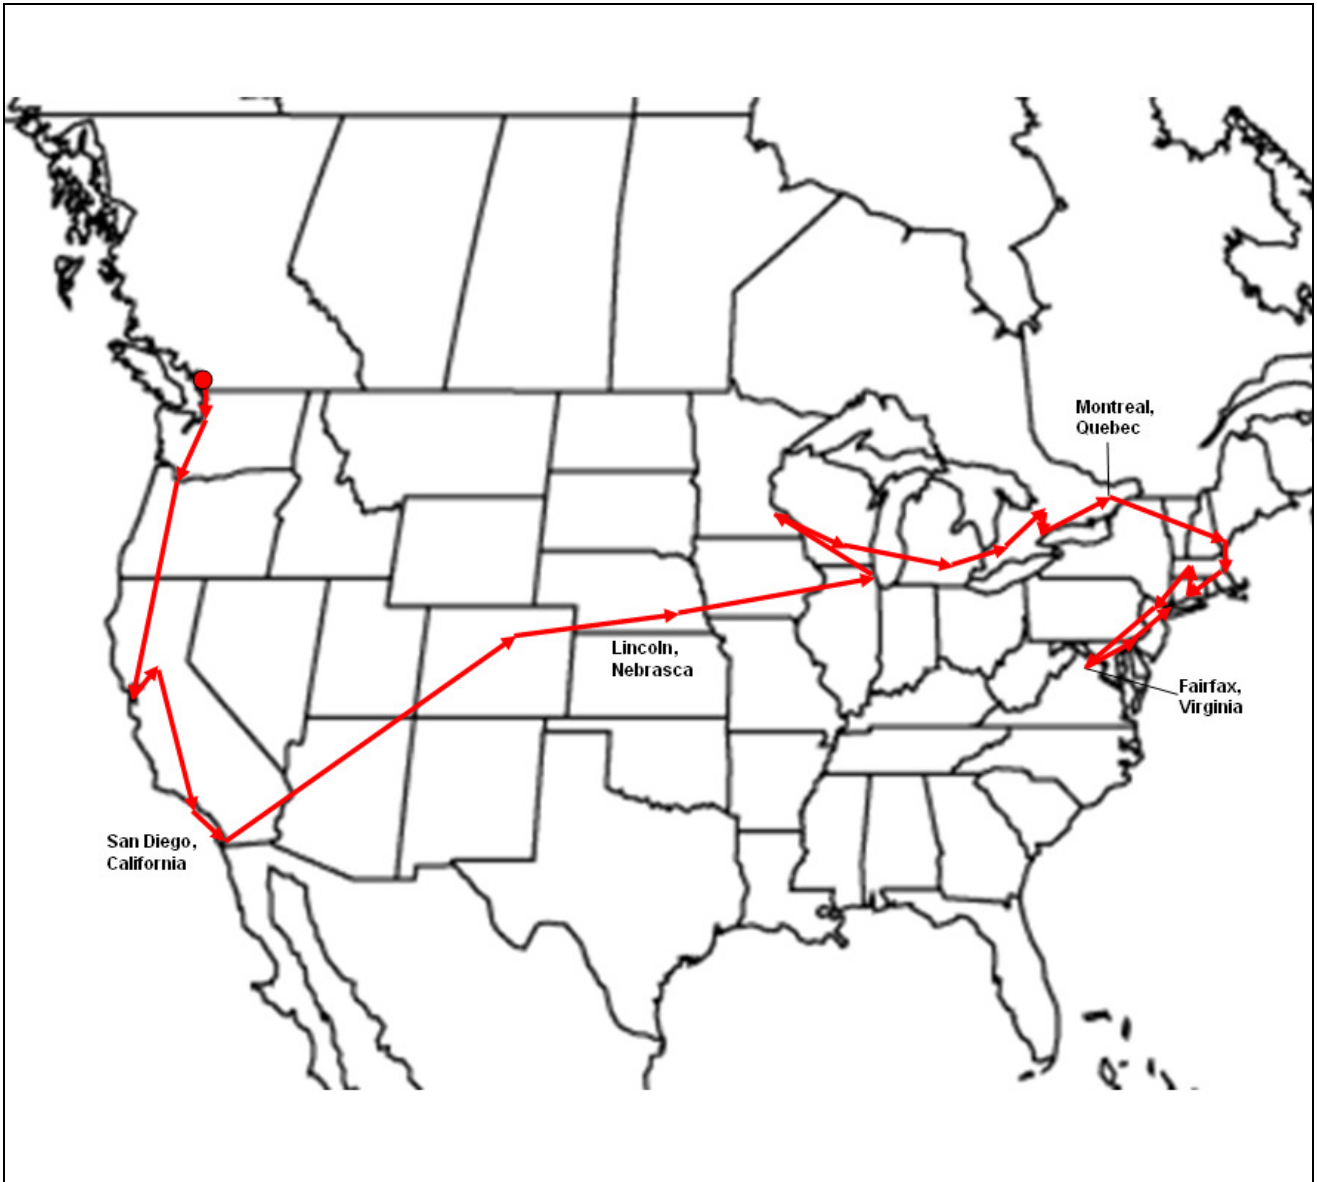 Montreal,
Quebec
Lincoln,
Nebrasca
Fairfax,
Virginia
San Diego,
California